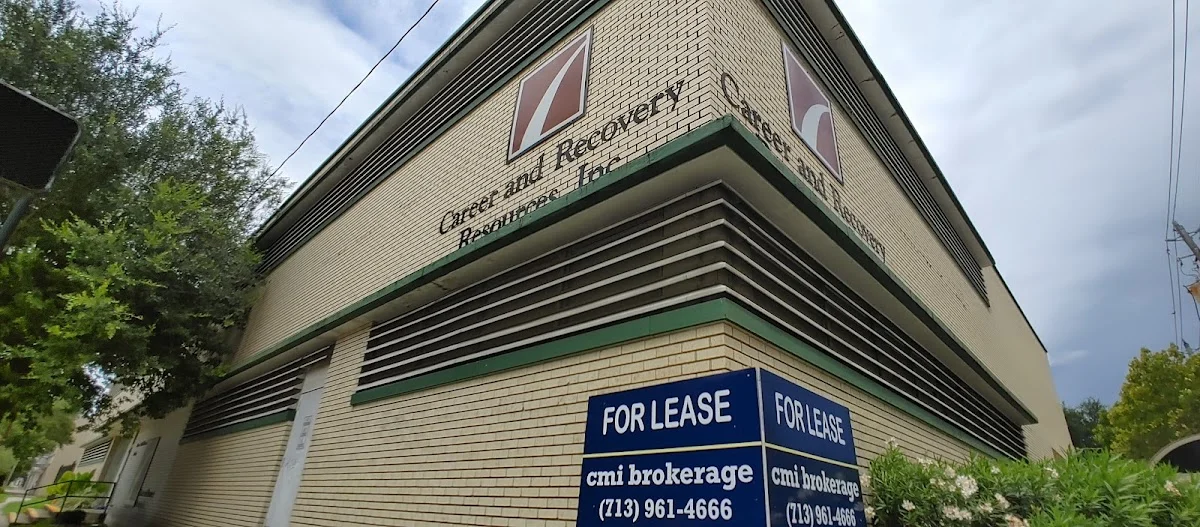 Career and Recovery
Resources, Inc.
Career and Recovery
FOR LEASE
cmi brokerage
(713) 961-4666
FOR LEASE
cmi brokerage
(713) 961-4666